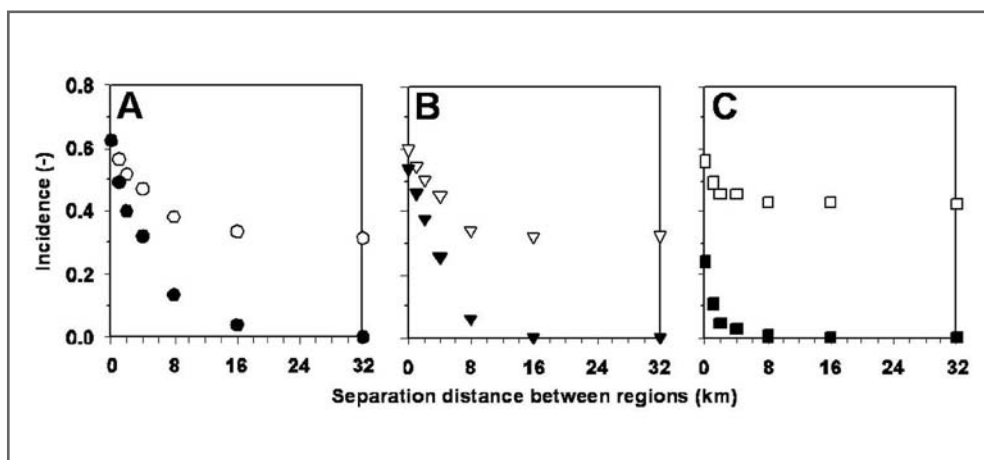 A B C
0.8
0.6
0.4
0.2
0.0
Incidence (-)
0 8 16 24 32 0 8 16 24 32 0 8 16 24 32
Separation distance between regions (km)